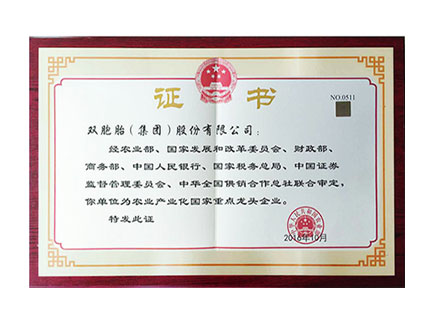 证 书
NO.0511
双胞胎（集团）股份有限公司：
经农业部、国家发展和改革委员会、财政部、
商务部、中国人民银行、国家税务总局、中国证券
监督管理委员会、中华全国供销合作总社联合审定，
你单位为农业产业化国家重点龙头企业。
特发此证
2016年10月